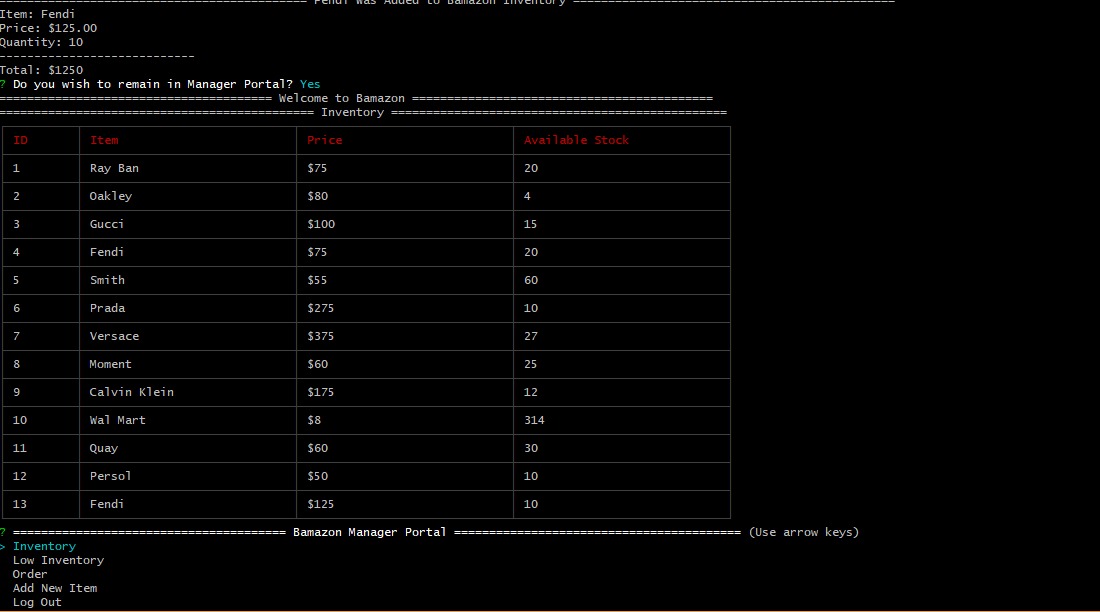 ======================================== Fendi Was Added to Bamazon Inventory ==============================================
Item: Fendi
Price: $125.00
Quantity: 10
----------------------------
Total: $1250
? Do you wish to remain in Manager Portal? Yes
======================================= Welcome to Bamazon ===========================================
============================================= Inventory ================================================
ID Item Price Available Stock
1 Ray Ban $75 20
2 Oakley $80 4
3 Gucci $100 15
4 Fendi $75 20
5 Smith $55 60
6 Prada $275 10
7 Versace $375 27
8 Moment $60 25
9 Calvin Klein $175 12
10 Wal Mart $8 314
11 Quay $60 30
12 Persol $50 10
13 Fendi $125 10
? ======================================= Bamazon Manager Portal ========================================= (Use arrow keys)
> Inventory
Low Inventory
Order
Add New Item
Log Out